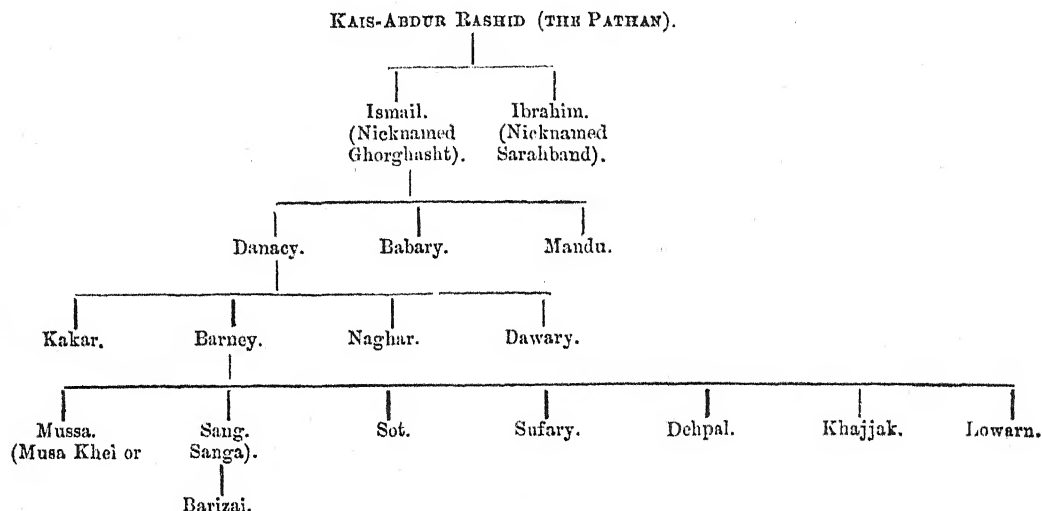 KAIS-ABDUR RASHID (THE PATHAN).
Ismail. Ibrahim.
(Nicknamed (Nicknamed
Ghorghasht). Sarahband).
Danacy. Babary. Mandu.
Kakar. Barney. Naghar. Dawary.
Mussa. Sang. Sot. Sufary. Dehpal. Khajjak. Lowarn.
(Musa Khel or Sanga).
Barizai.